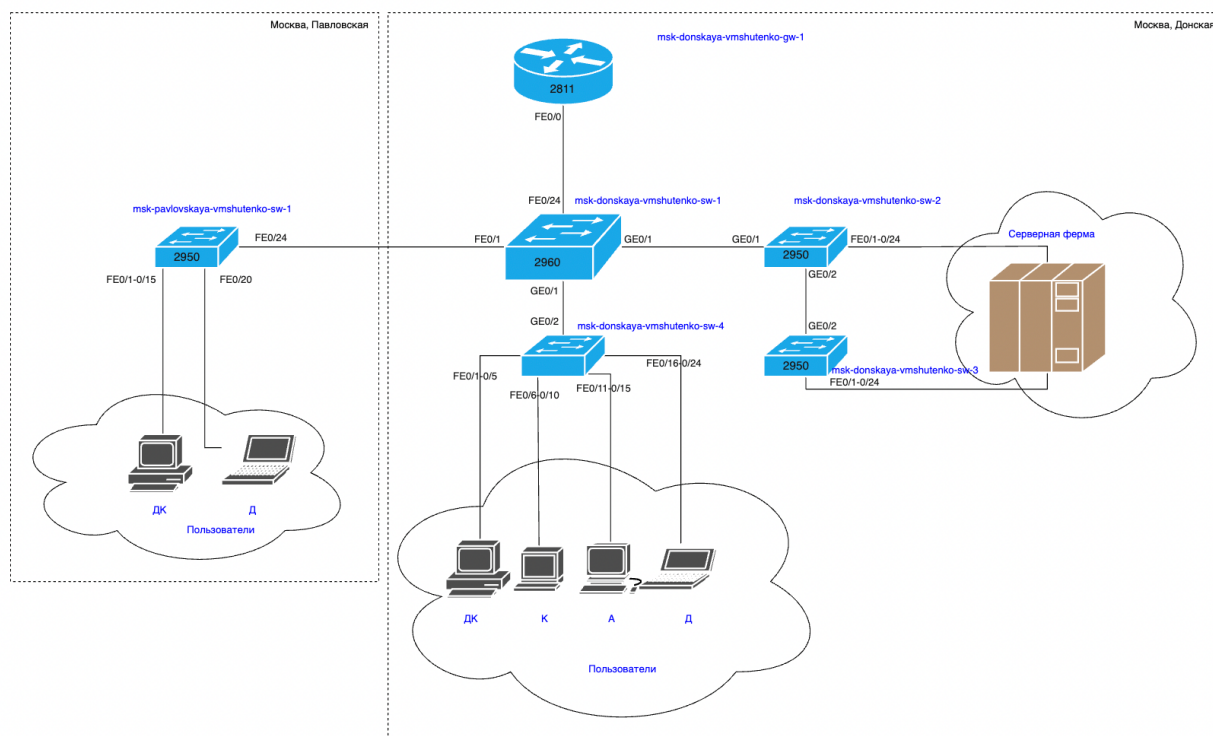 Москва, Павловская
Москва, Донская
msk-donskaya-vmshutenko-gw-1
2811
FE0/0
msk-pavlovskaya-vmshutenko-sw-1
FE0/24
msk-donskaya-vmshutenko-sw-1
msk-donskaya-vmshutenko-sw-2
FE0/24
FE0/1
GE0/1
GE0/1
FE0/1-0/24
Серверная ферма
2950
2960
2950
FE0/1-0/15
FE0/20
GE0/1
GE0/2
GE0/2
msk-donskaya-vmshutenko-sw-4
GE0/2
2950
msk-donskaya-vmshutenko-sw-3
FE0/1-0/24
FE0/1-0/5
FE0/6-0/10
FE0/11-0/15
FE0/16-0/24
ДК
Д
Пользователи
ДК
К
А
Д
Пользователи